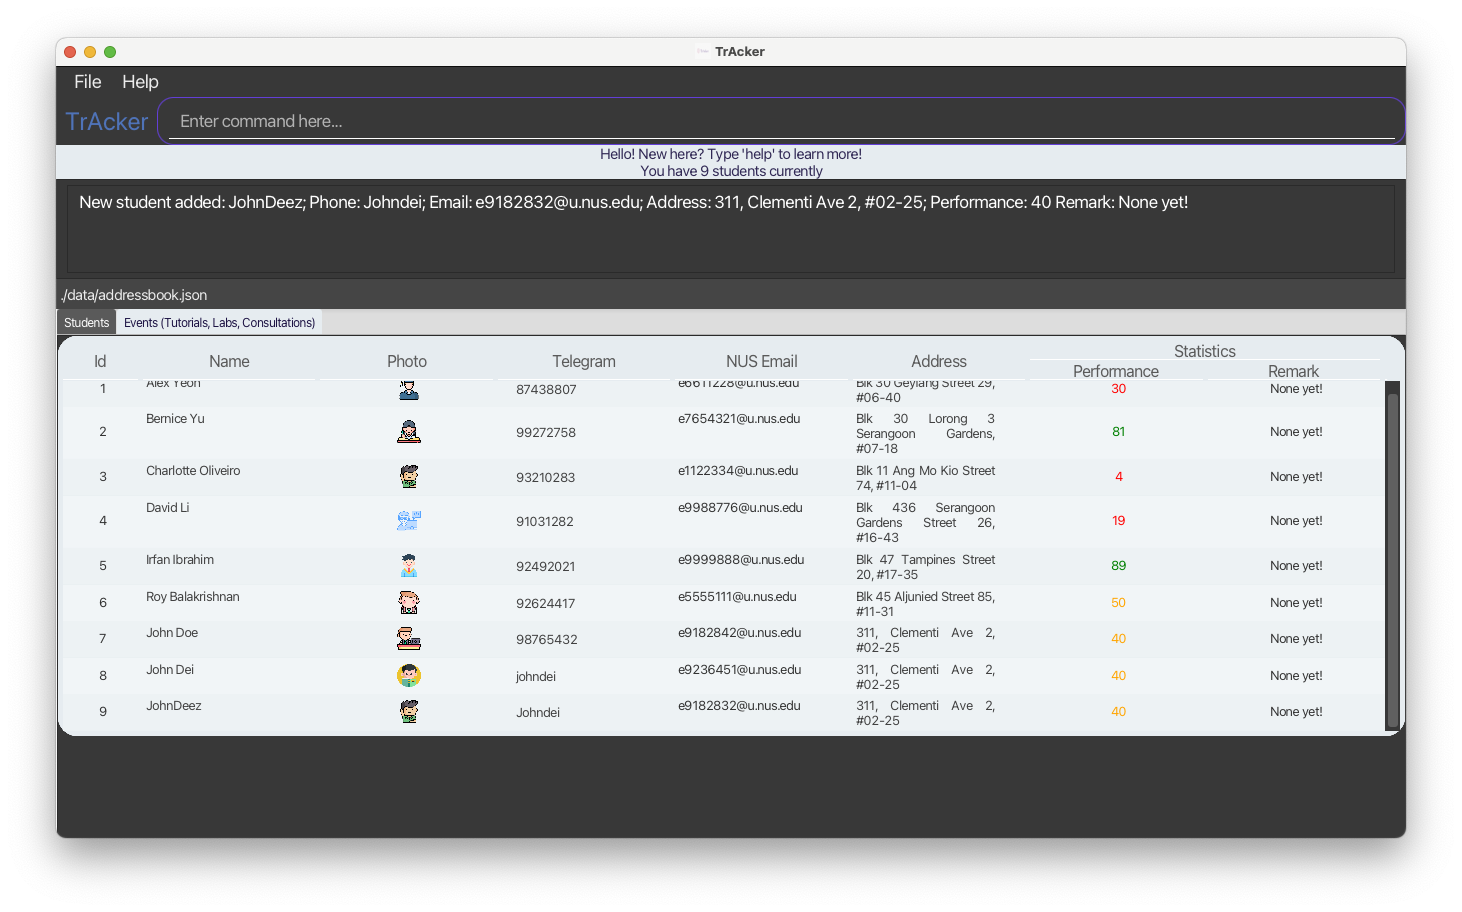 TrAcker
File Help
TrAcker Enter command here...
Hello! New here? Type 'help' to learn more!
You have 9 students currently
New student added: JohnDeez; Phone: Johndei; Email: e9182832@u.nus.edu; Address: 311, Clementi Ave 2, #02-25; Performance: 40 Remark: None yet!
./data/addressbook.json
Students Events (Tutorials, Labs, Consultations)
Id Name Photo Telegram NUS Email Address Statistics
Performance Remark
1 Alex Yeoh 87438807 e6611228@u.nus.edu Blk 30 Geylang Street 29, #06-40 30 None yet!
2 Bernice Yu 99272758 e7654321@u.nus.edu Blk 30 Lorong 3 Serangoon Gardens, #07-18 81 None yet!
3 Charlotte Oliveiro 93210283 e1122334@u.nus.edu Blk 11 Ang Mo Kio Street 74, #11-04 4 None yet!
4 David Li 91031282 e9988776@u.nus.edu Blk 436 Serangoon Gardens Street 26, #16-43 19 None yet!
5 Irfan Ibrahim 92492021 e9999888@u.nus.edu Blk 47 Tampines Street 20, #17-35 89 None yet!
6 Roy Balakrishnan 92624417 e5555111@u.nus.edu Blk 45 Aljunied Street 85, #11-31 50 None yet!
7 John Doe 98765432 e9182842@u.nus.edu 311, Clementi Ave 2, #02-25 40 None yet!
8 John Dei johndei e9236451@u.nus.edu 311, Clementi Ave 2, #02-25 40 None yet!
9 JohnDeez Johndei e9182832@u.nus.edu 311, Clementi Ave 2, #02-25 40 None yet!